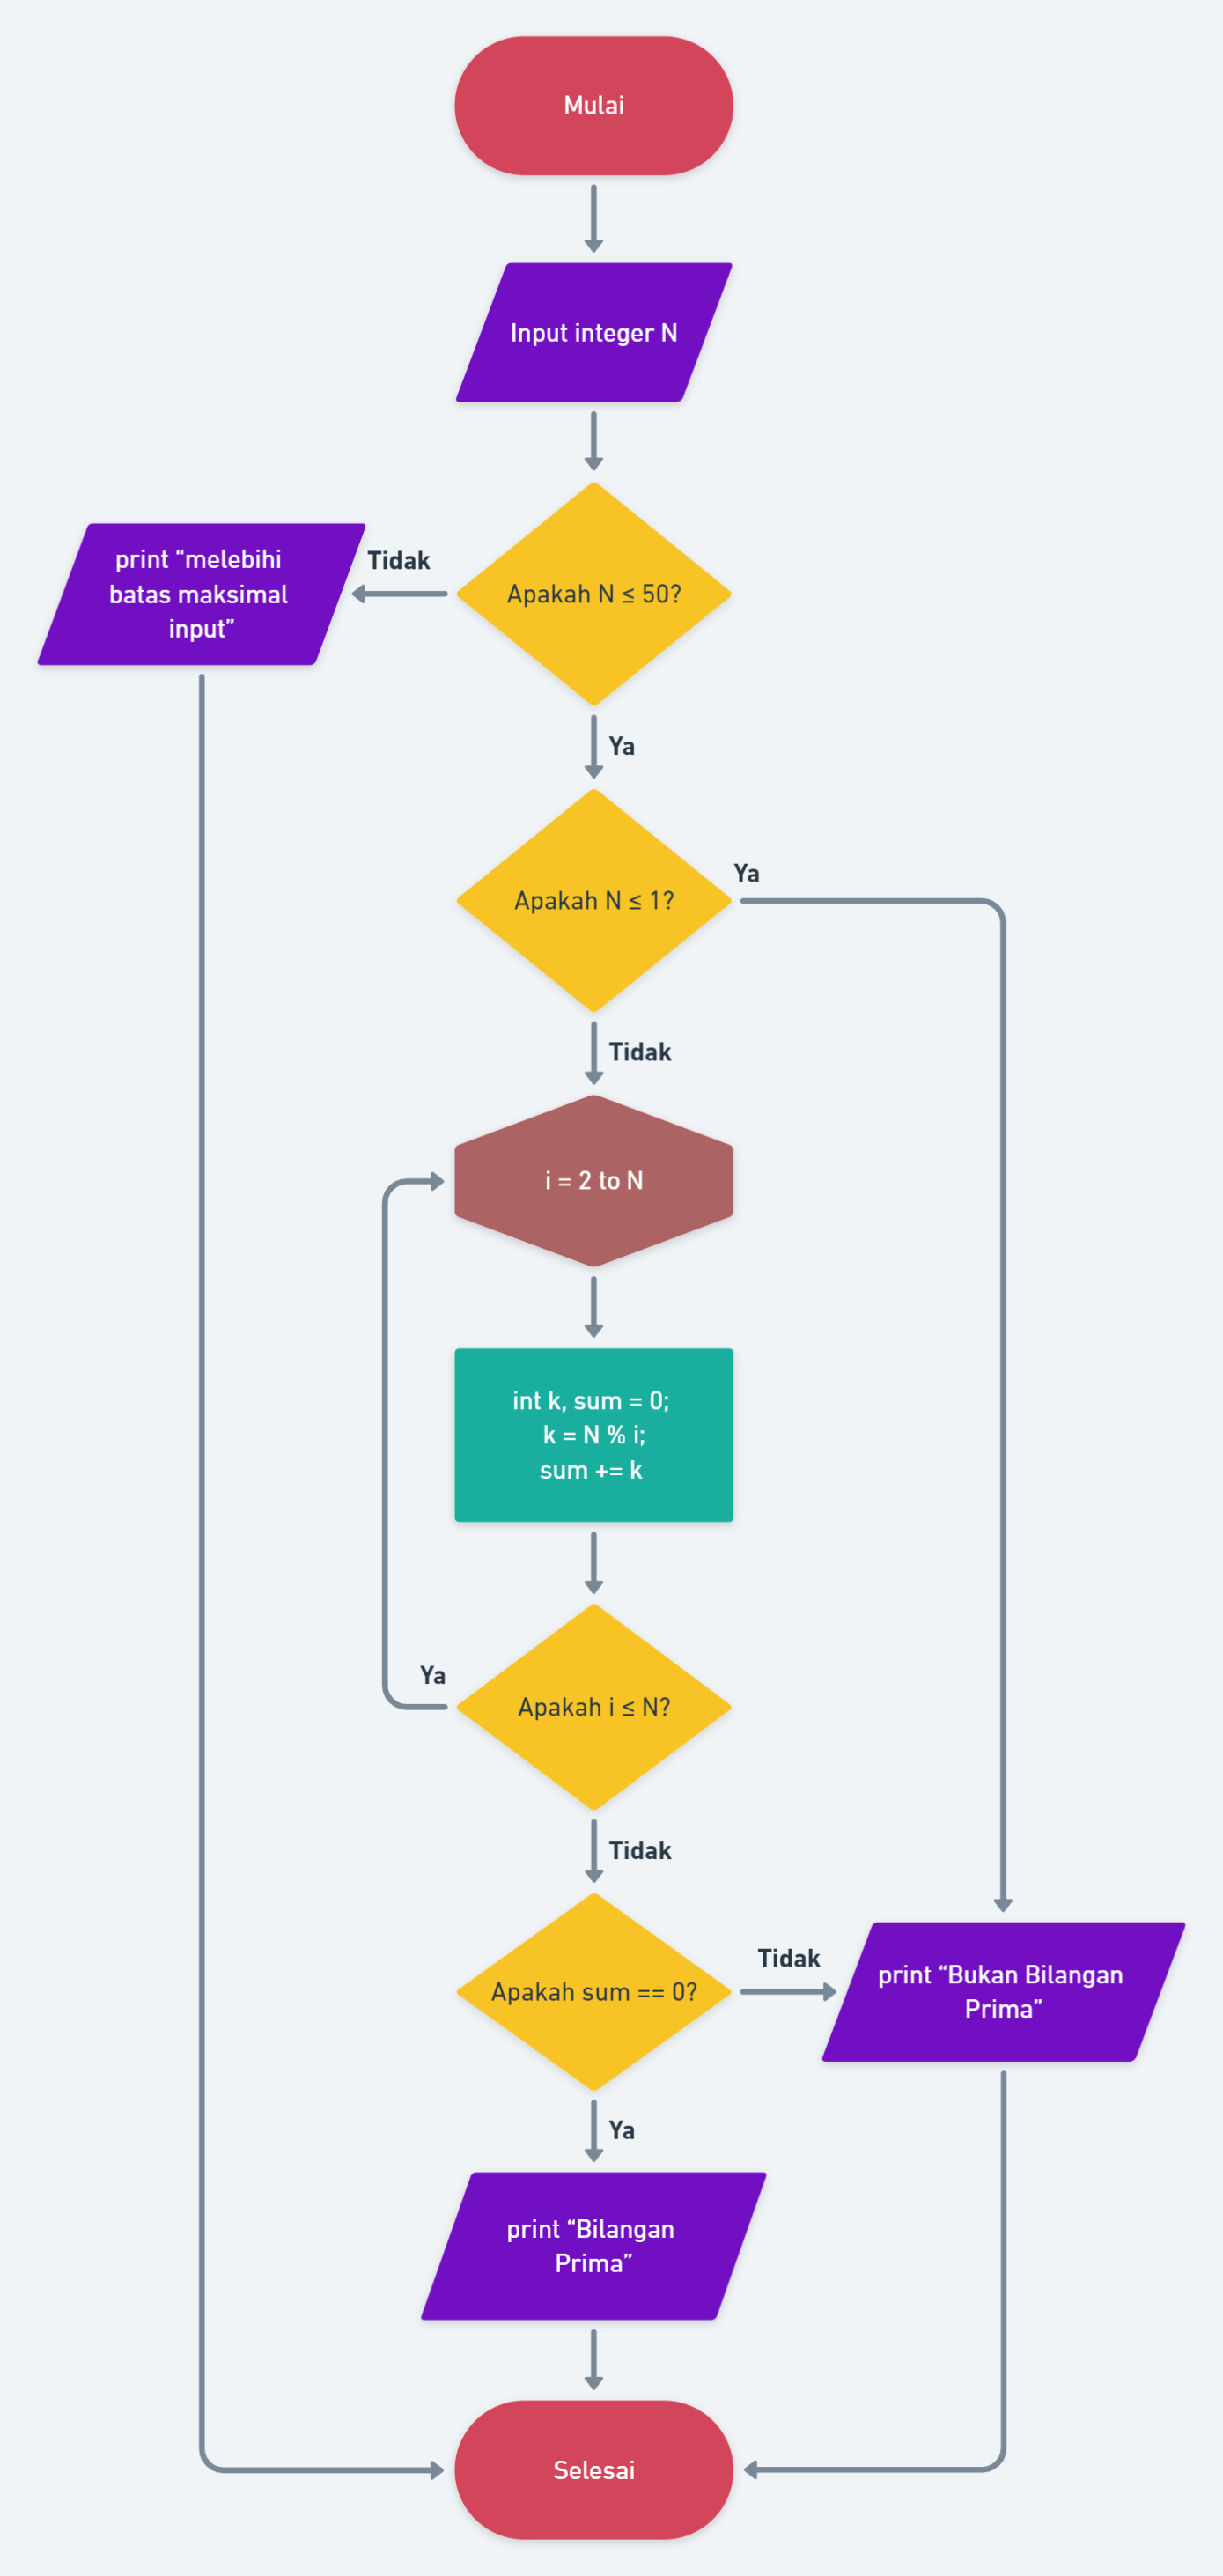 Mulai
Input integer N
Apakah N ≤ 50?
Tidak
print “melebihi
batas maksimal
input”
Ya
Apakah N ≤ 1?
Ya
Tidak
i = 2 to N
int k, sum = 0;
k = N % i;
sum += k
Apakah i ≤ N?
Ya
Tidak
Apakah sum == 0?
Tidak
print “Bukan Bilangan
Prima”
Ya
print “Bilangan
Prima”
Selesai